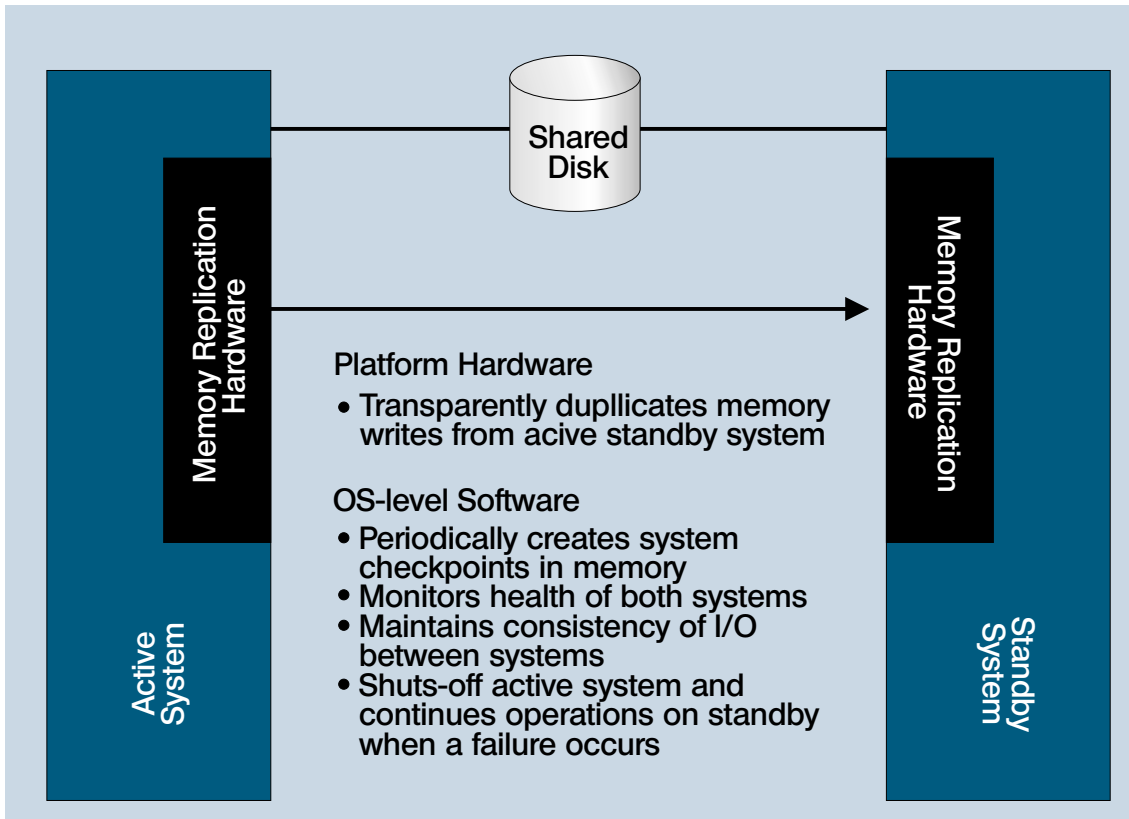 Shared
Disk
Memory Replication
Hardware
Memory Replication
Hardware
Platform Hardware
• Transparently dupllicates memory
writes from acive standby system
OS-level Software
• Periodically creates system
checkpoints in memory
• Monitors health of both systems
• Maintains consistency of I/O
between systems
• Shuts-off active system and
continues operations on standby
when a failure occurs
Active
System
Standby
System